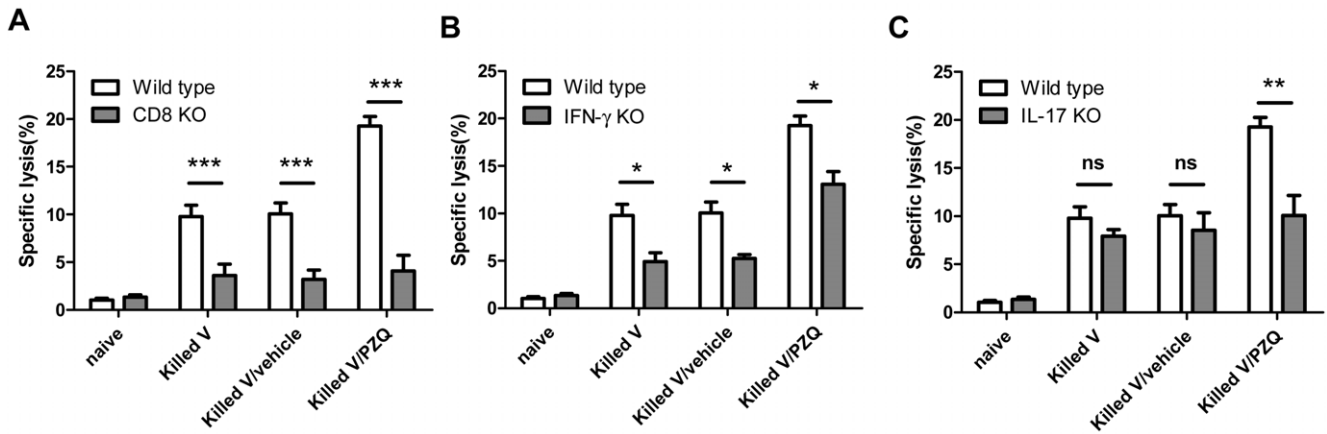 A
Specific lysis(%)
25
20
15
10
5
0
Wild type
CD8 KO
***
***
***
naive
Killed V
Killed V/vehicle
Killed V/PZQ
B
Specific lysis(%)
25
20
15
10
5
0
Wild type
IFN-γ KO
*
*
*
naive
Killed V
Killed V/vehicle
Killed V/PZQ
C
Specific lysis(%)
25
20
15
10
5
0
Wild type
IL-17 KO
ns
ns
**
naive
Killed V
Killed V/vehicle
Killed V/PZQ